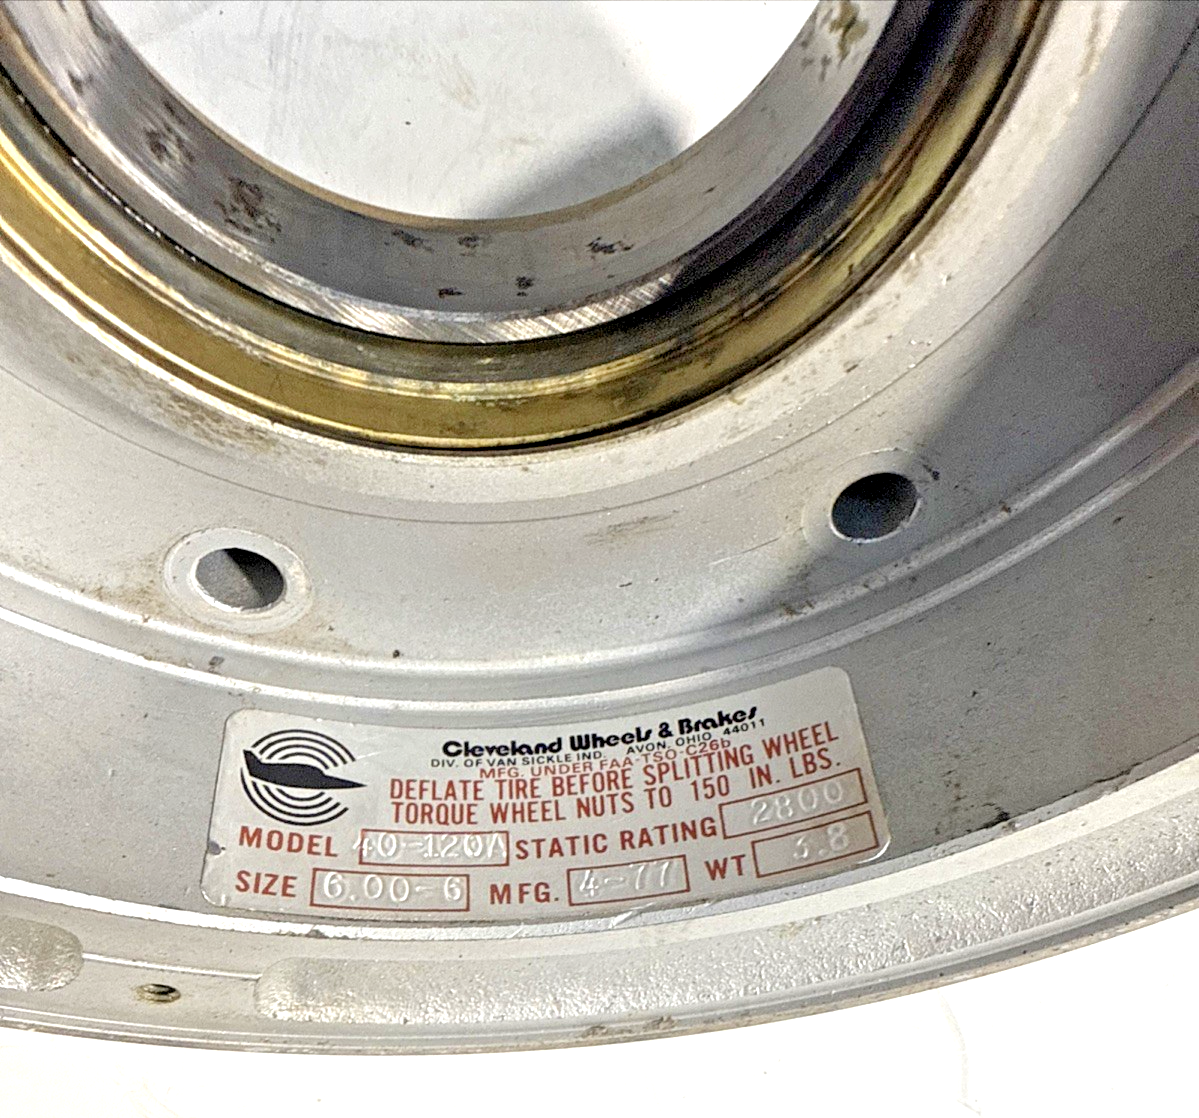 Cleveland Wheels & Brakes
DIV. OF VAN SICKLE IND. AVON, OHIO 44011
MFG. UNDER FAA-TSO-C26b
DEFLATE TIRE BEFORE SPLITTING WHEEL
TORQUE WHEEL NUTS TO 150 IN. LBS.
MODEL 40-120A STATIC RATING 2800
SIZE 6.00-6 MFG. 4-77 WT 3.8